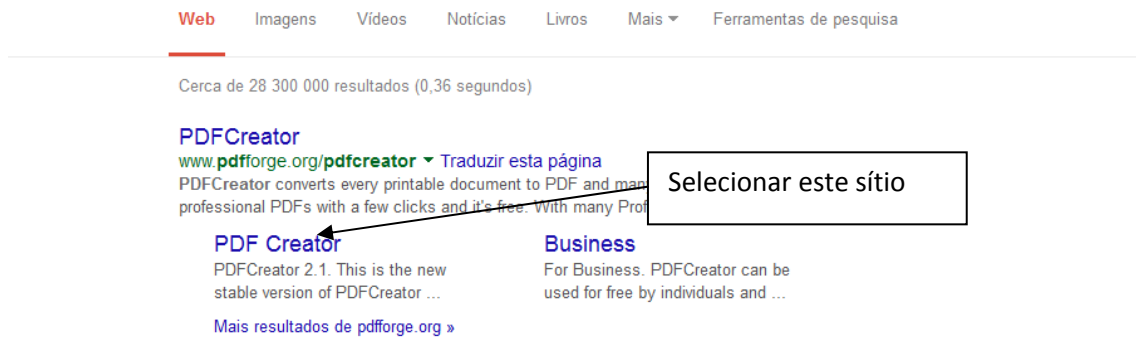 Web Imagens Vídeos Notícias Livros Mais Ferramentas de pesquisa
Cerca de 28 300 000 resultados (0,36 segundos)
PDFCreator
www.pdfforge.org/pdfcreator Traduzir esta página
PDFCreator converts every printable document to PDF and
professional PDFs with a few clicks and it's free. With many
Selecionar este sítio
PDF Creator
PDFCreator 2.1. This is the new
stable version of PDFCreator ...
Business
For Business. PDFCreator can be
used for free by individuals and ...
Mais resultados de pdfforge.org »